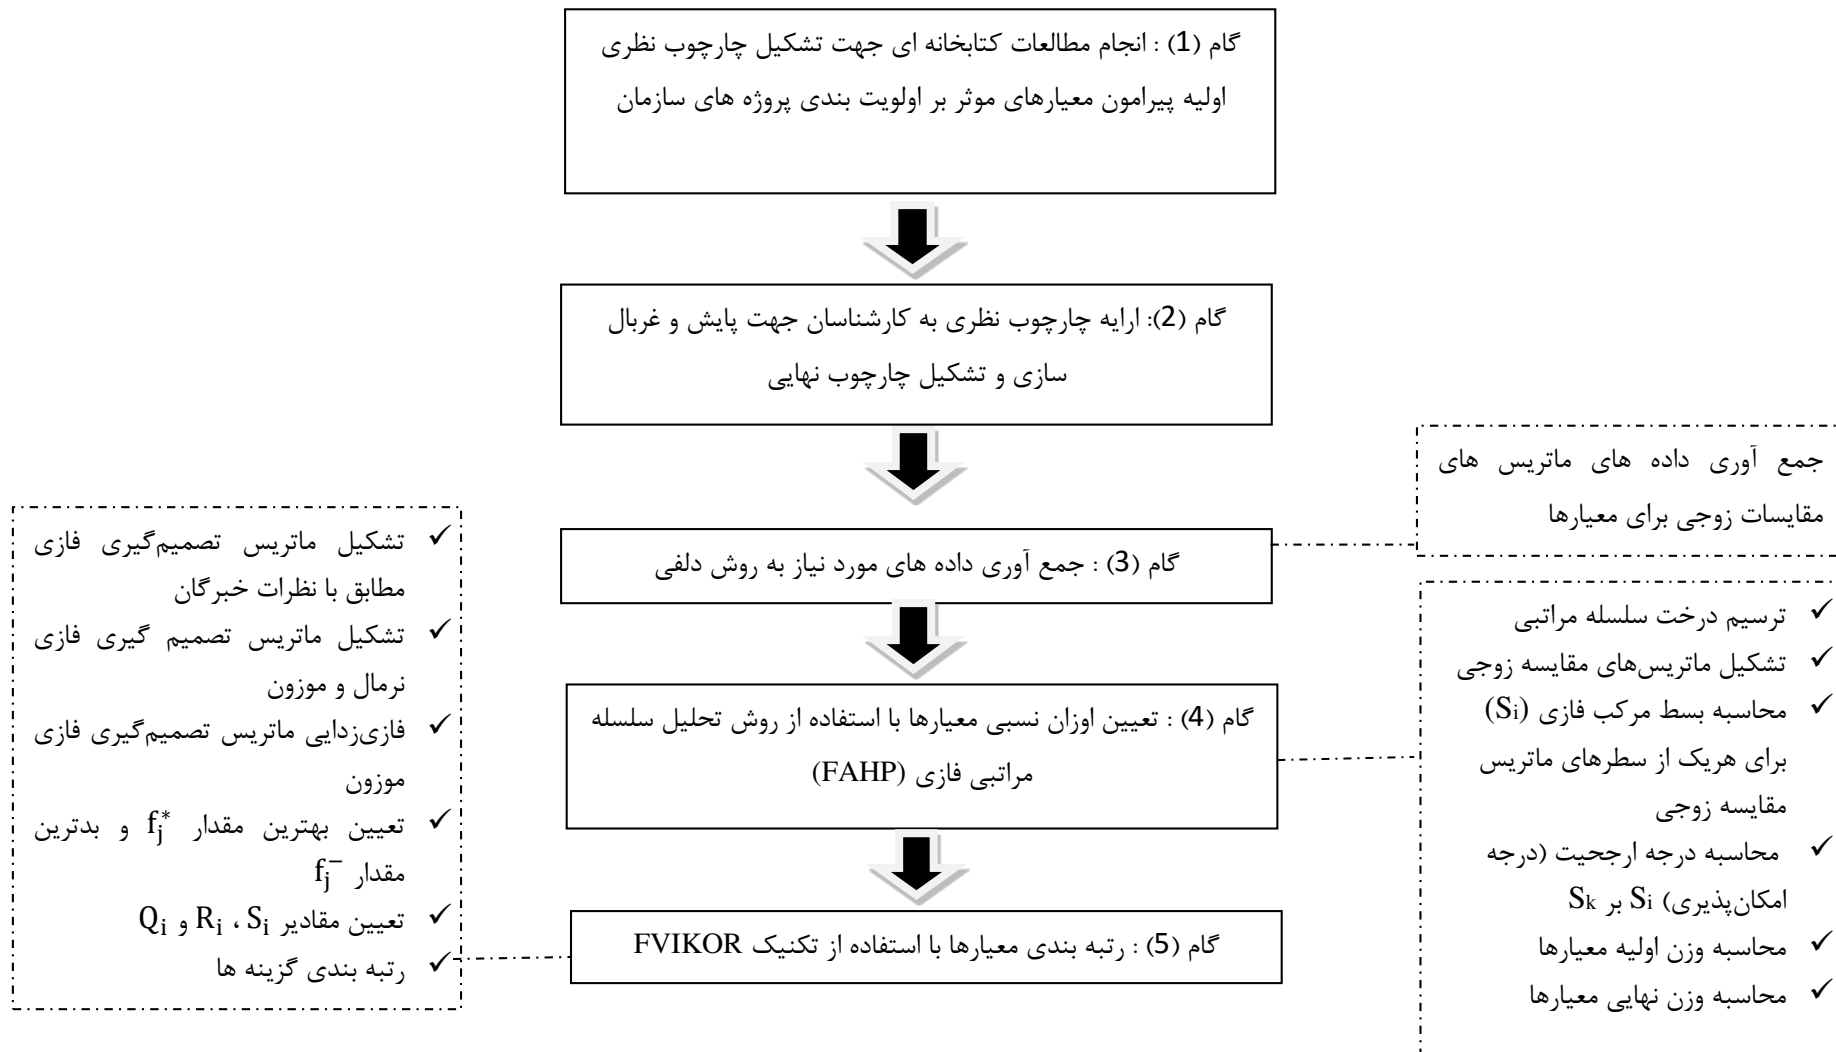 گام (1) : انجام مطالعات کتابخانه ای جهت تشکیل چارچوب نظری
اولیه پیرامون معیارهای موثر بر اولویت بندی پروژه های سازمان
گام (2): ارایه چارچوب نظری به کارشناسان جهت پایش و غربال
سازی و تشکیل چارچوب نهایی
گام (3) : جمع آوری داده های مورد نیاز به روش دلفی
جمع آوری داده های ماتریس های
مقایسات زوجی برای معیارها
گام (4) : تعیین اوزان نسبی معیارها با استفاده از روش تحلیل سلسله
مراتبی فازی (FAHP)
✓ ترسیم درخت سلسله مراتبی
✓ تشکیل ماتریس‌های مقایسه زوجی
✓ محاسبه بسط مرکب فازی (Si)
برای هریک از سطرهای ماتریس
مقایسه زوجی
✓ محاسبه درجه ارجحیت (درجه
امکان‌پذیری) Si بر Sk
✓ محاسبه وزن اولیه معیارها
✓ محاسبه وزن نهایی معیارها
گام (5) : رتبه بندی معیارها با استفاده از تکنیک FVIKOR
✓ تشکیل ماتریس تصمیم‌گیری فازی
مطابق با نظرات خبرگان
✓ تشکیل ماتریس تصمیم گیری فازی
نرمال و موزون
✓ فازی‌زدایی ماتریس تصمیم‌گیری فازی
موزون
✓ تعیین بهترین مقدار f_j^* و بدترین
مقدار f_j^−
✓ تعیین مقادیر S_i ، R_i و Q_i
✓ رتبه بندی گزینه ها